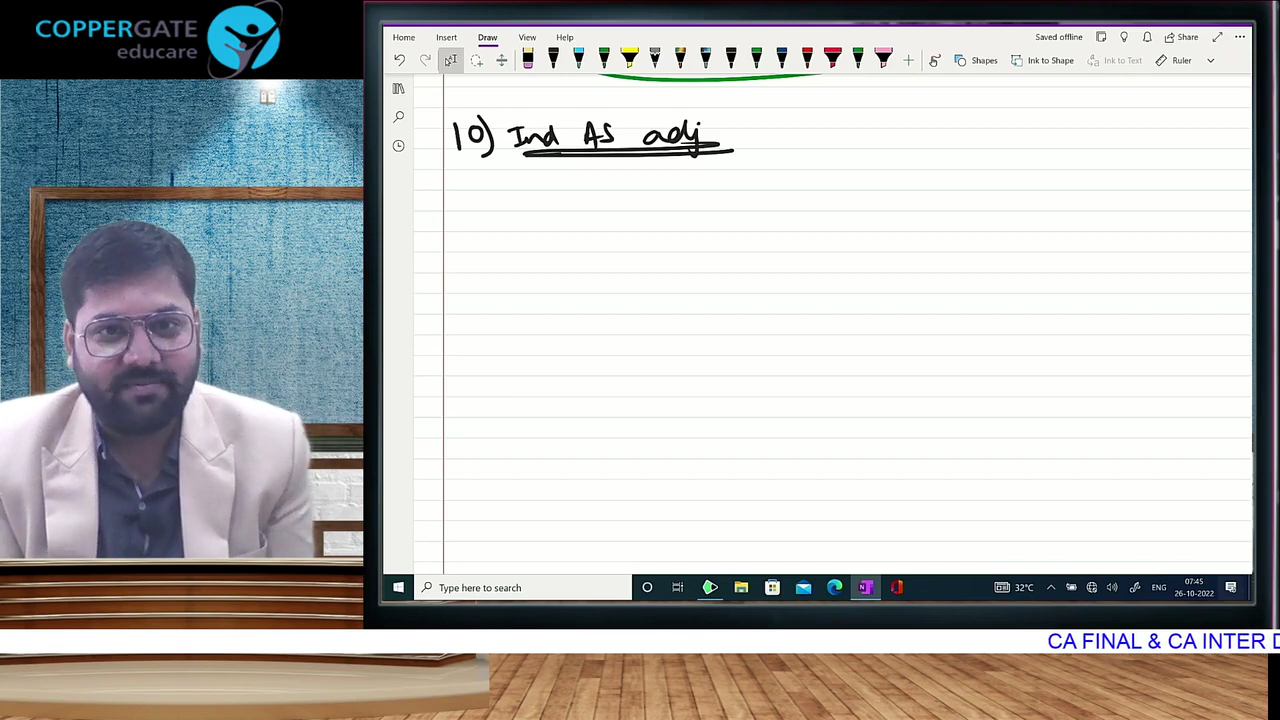 COPPERGATE
educare
Home Insert Draw View Help
Saved offline
Share
Shapes
Ink to Shape
Ink to Text
Ruler
10) Ind AS adj
Type here to search
32°C
ENG
07:45
26-10-2022
CA FINAL & CA INTER D